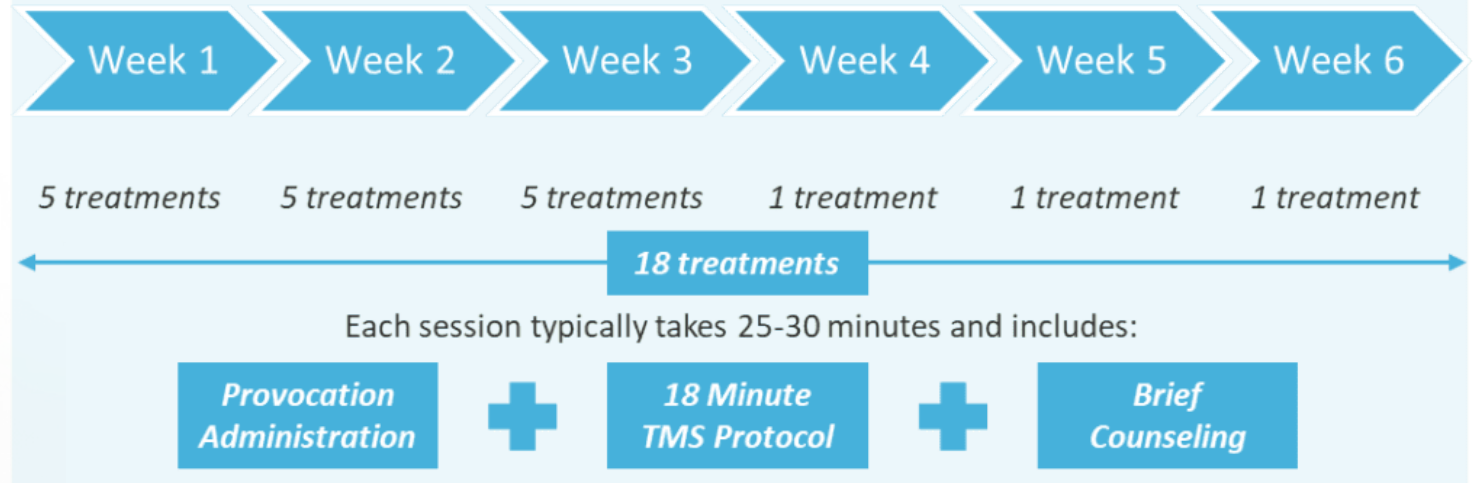 Week 1 Week 2 Week 3 Week 4 Week 5 Week 6
5 treatments 5 treatments 5 treatments 1 treatment 1 treatment 1 treatment
18 treatments
Each session typically takes 25-30 minutes and includes:
Provocation
Administration
18 Minute
TMS Protocol
Brief
Counseling